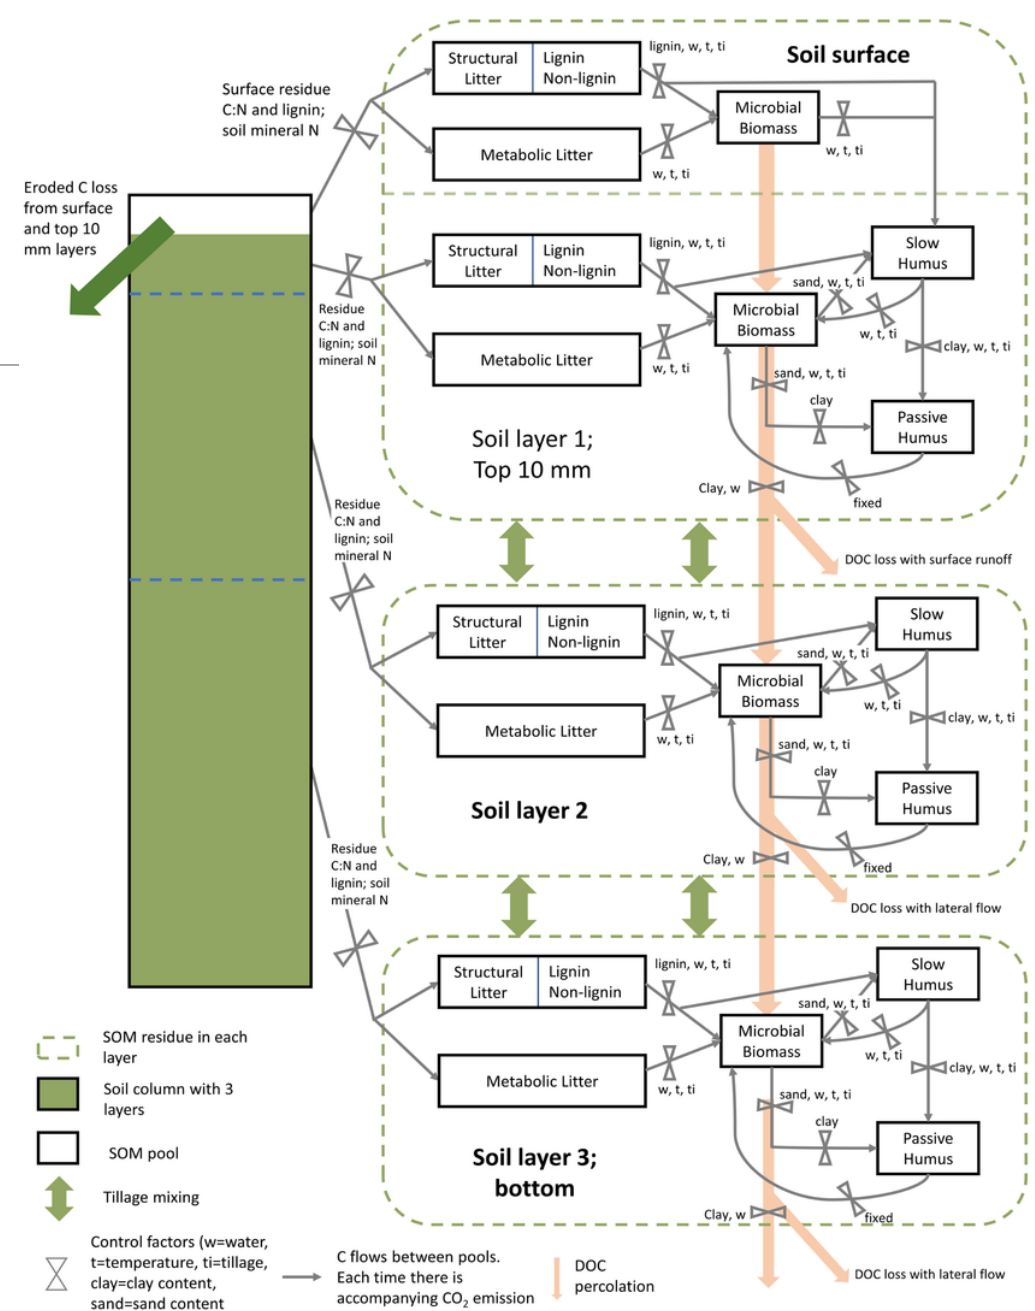 Soil surface
Surface residue
C:N and lignin;
soil mineral N
Structural
Litter
Lignin
Non-lignin
lignin, w, t, ti
Microbial
Biomass
w, t, ti
Metabolic Litter
w, t, ti
Eroded C loss
from surface
and top 10
mm layers
Residue
C:N and
lignin; soil
mineral N
Structural
Litter
Lignin
Non-lignin
lignin, w, t, ti
Slow
Humus
sand, w, t, ti
Microbial
Biomass
w, t, ti
clay, w, t, ti
Metabolic Litter
w, t, ti
sand, w, t, ti
clay
Passive
Humus
Soil layer 1;
Top 10 mm
Clay, w
fixed
DOC loss with surface runoff
Residue
C:N and
lignin; soil
mineral N
Structural
Litter
Lignin
Non-lignin
lignin, w, t, ti
Slow
Humus
sand, w, t, ti
Microbial
Biomass
w, t, ti
clay, w, t, ti
Metabolic Litter
w, t, ti
sand, w, t, ti
clay
Passive
Humus
Soil layer 2
Clay, w
fixed
DOC loss with lateral flow
Residue
C:N and
lignin; soil
mineral N
Structural
Litter
Lignin
Non-lignin
lignin, w, t, ti
Slow
Humus
sand, w, t, ti
Microbial
Biomass
w, t, ti
clay, w, t, ti
Metabolic Litter
w, t, ti
sand, w, t, ti
clay
Passive
Humus
Soil layer 3;
bottom
Clay, w
fixed
DOC loss with lateral flow
SOM residue in each
layer
Soil column with 3
layers
SOM pool
Tillage mixing
Control factors (w=water,
t=temperature, ti=tillage,
clay=clay content,
sand=sand content
C flows between pools.
Each time there is
accompanying CO₂ emission
DOC
percolation